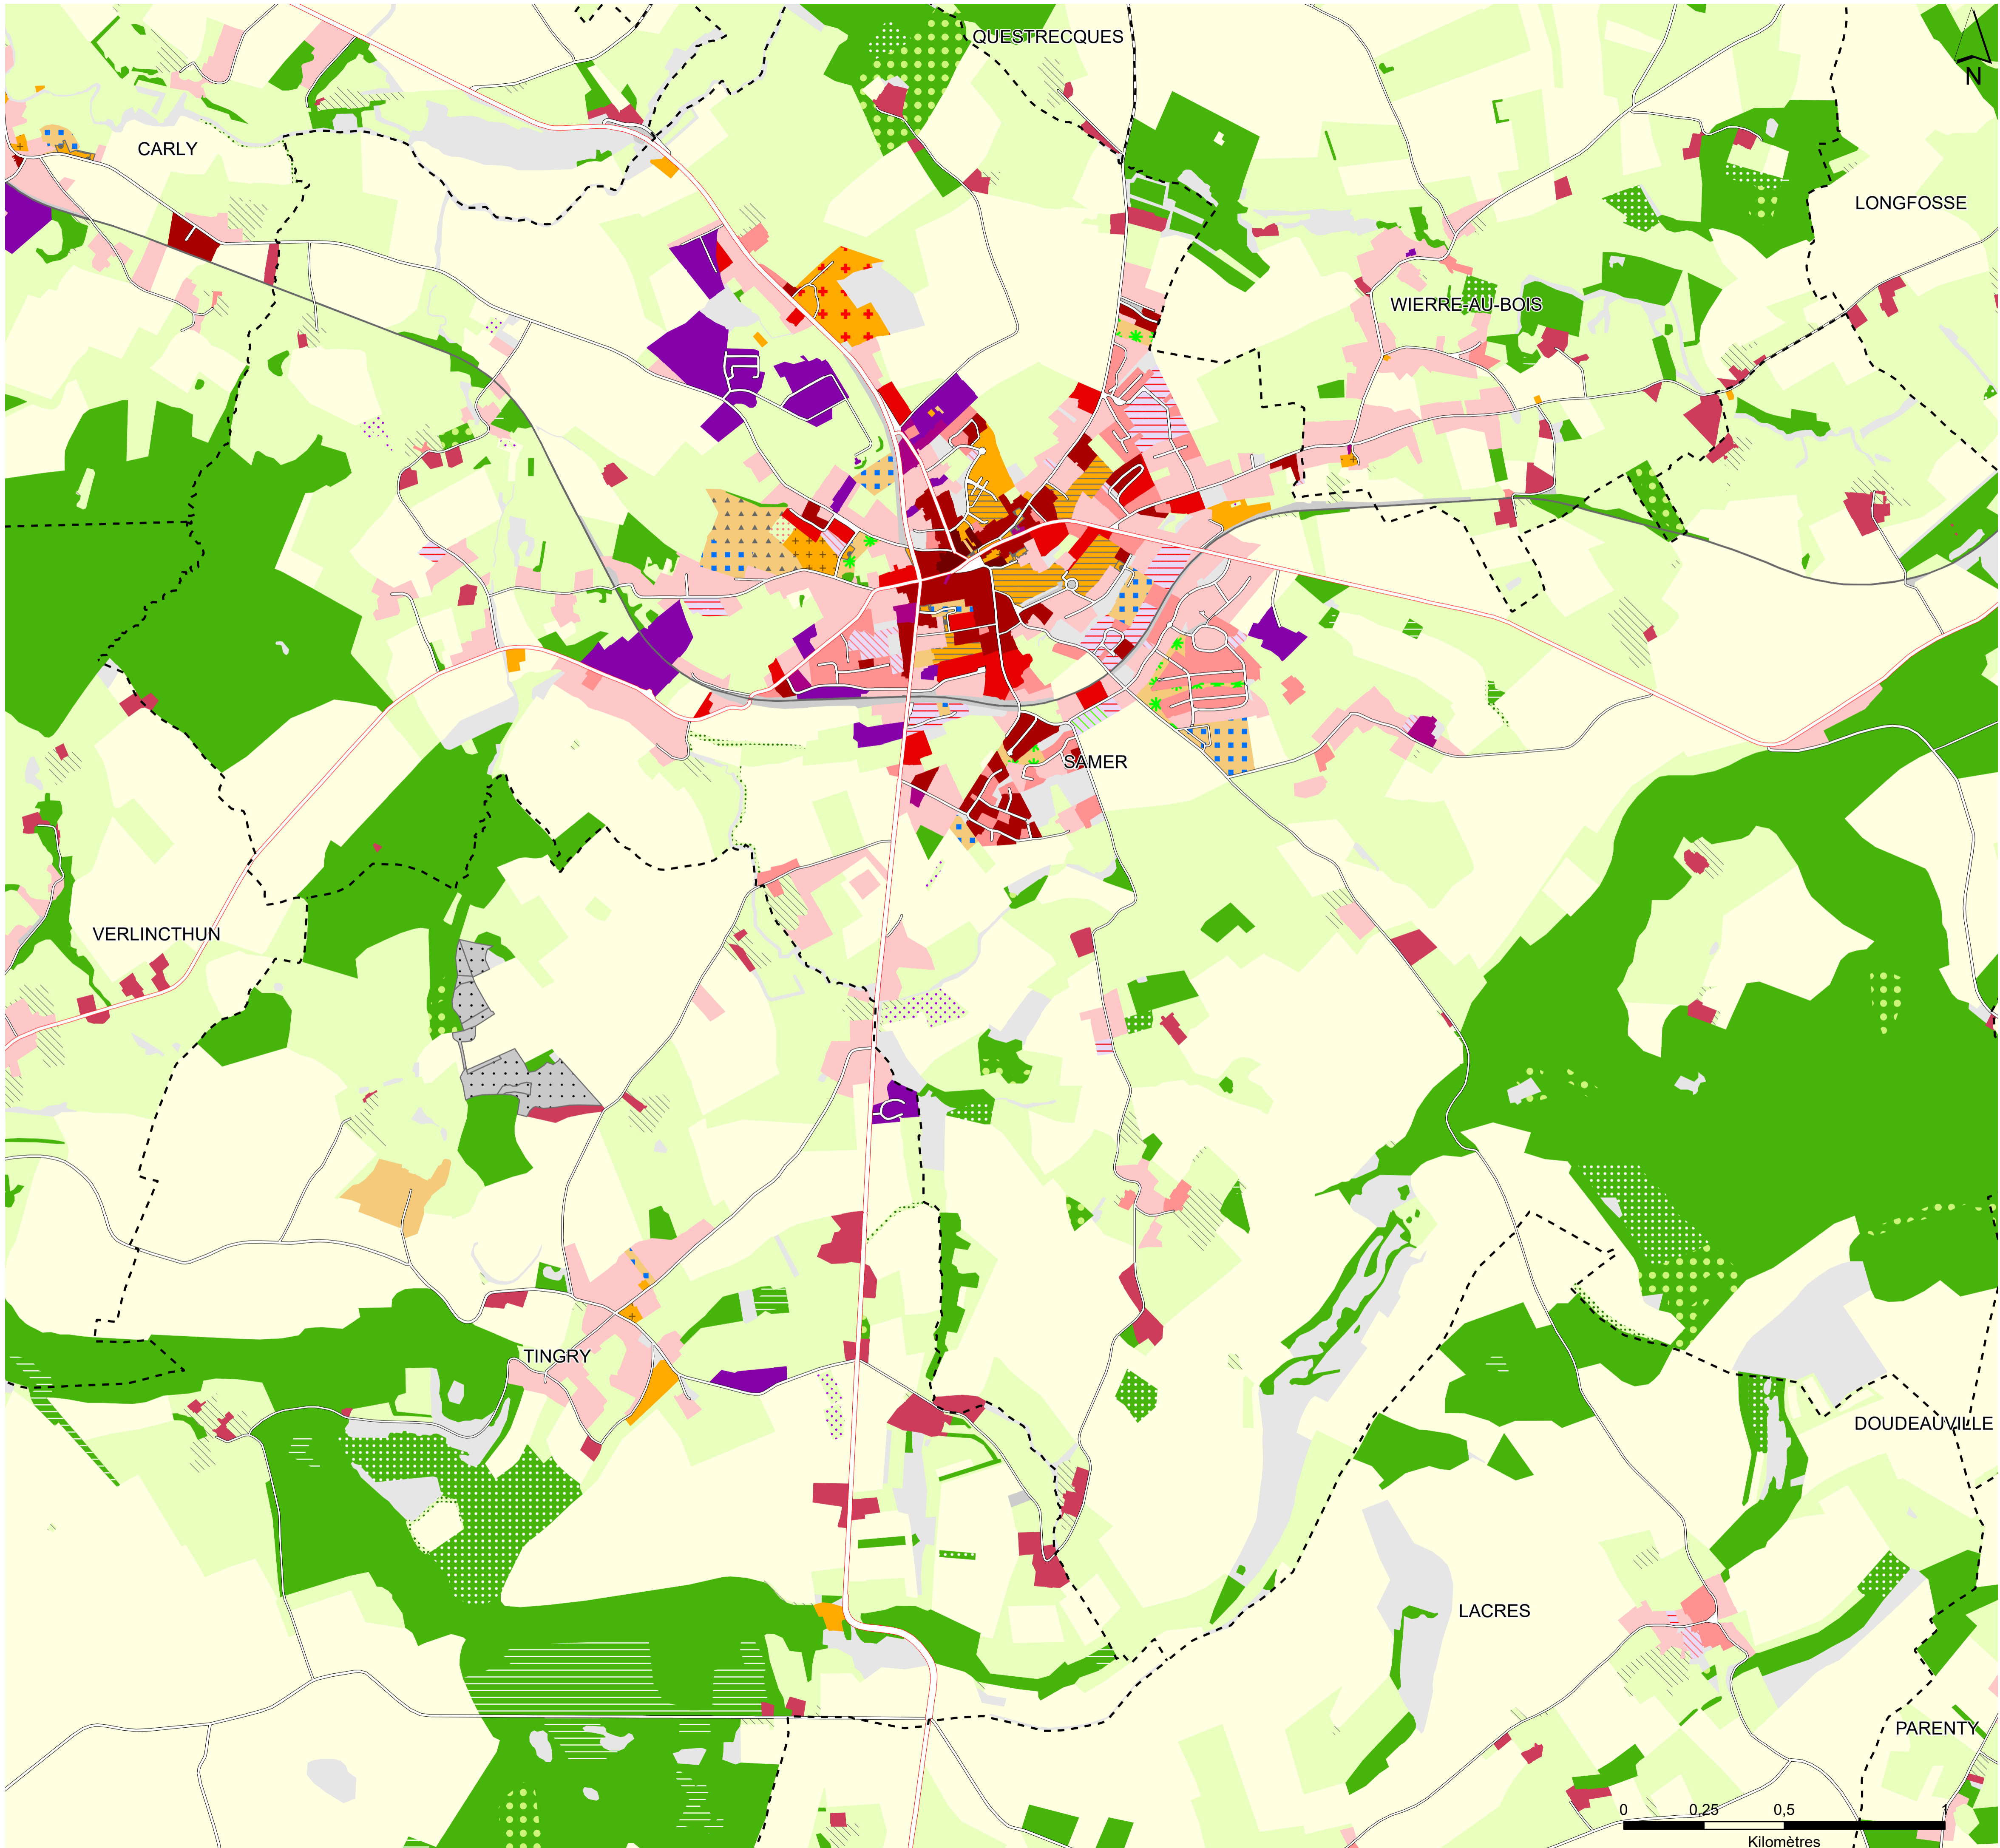 QUESTRECQUES
N
CARLY
LONGFOSSE
WIERRE-AU-BOIS
SAMER
VERLINCTHUN
TINGRY
DOUDEAUVILLE
LACRES
PARENTY
0 0,25 0,5 1
Kilomètres